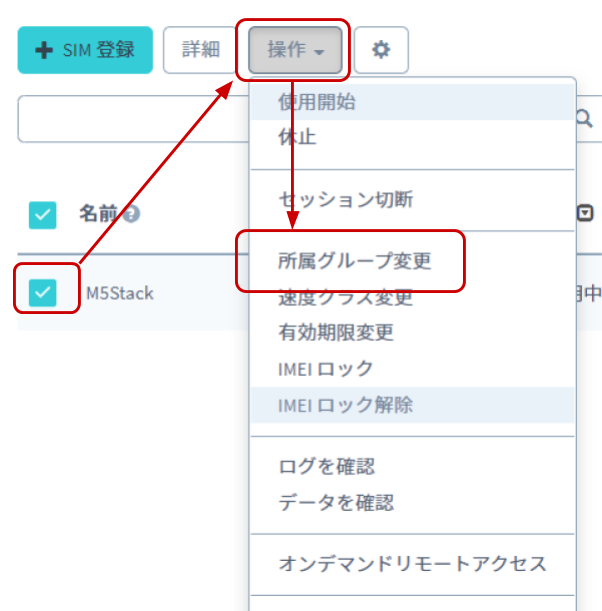 SIM 登録 詳細 操作
使用開始
休止
セッション切断
名前
所属グループ変更
M5Stack
速度クラス変更
用中
有効期限変更
IMEI ロック
IMEI ロック解除
ログを確認
データを確認
オンデマンドリモートアクセス